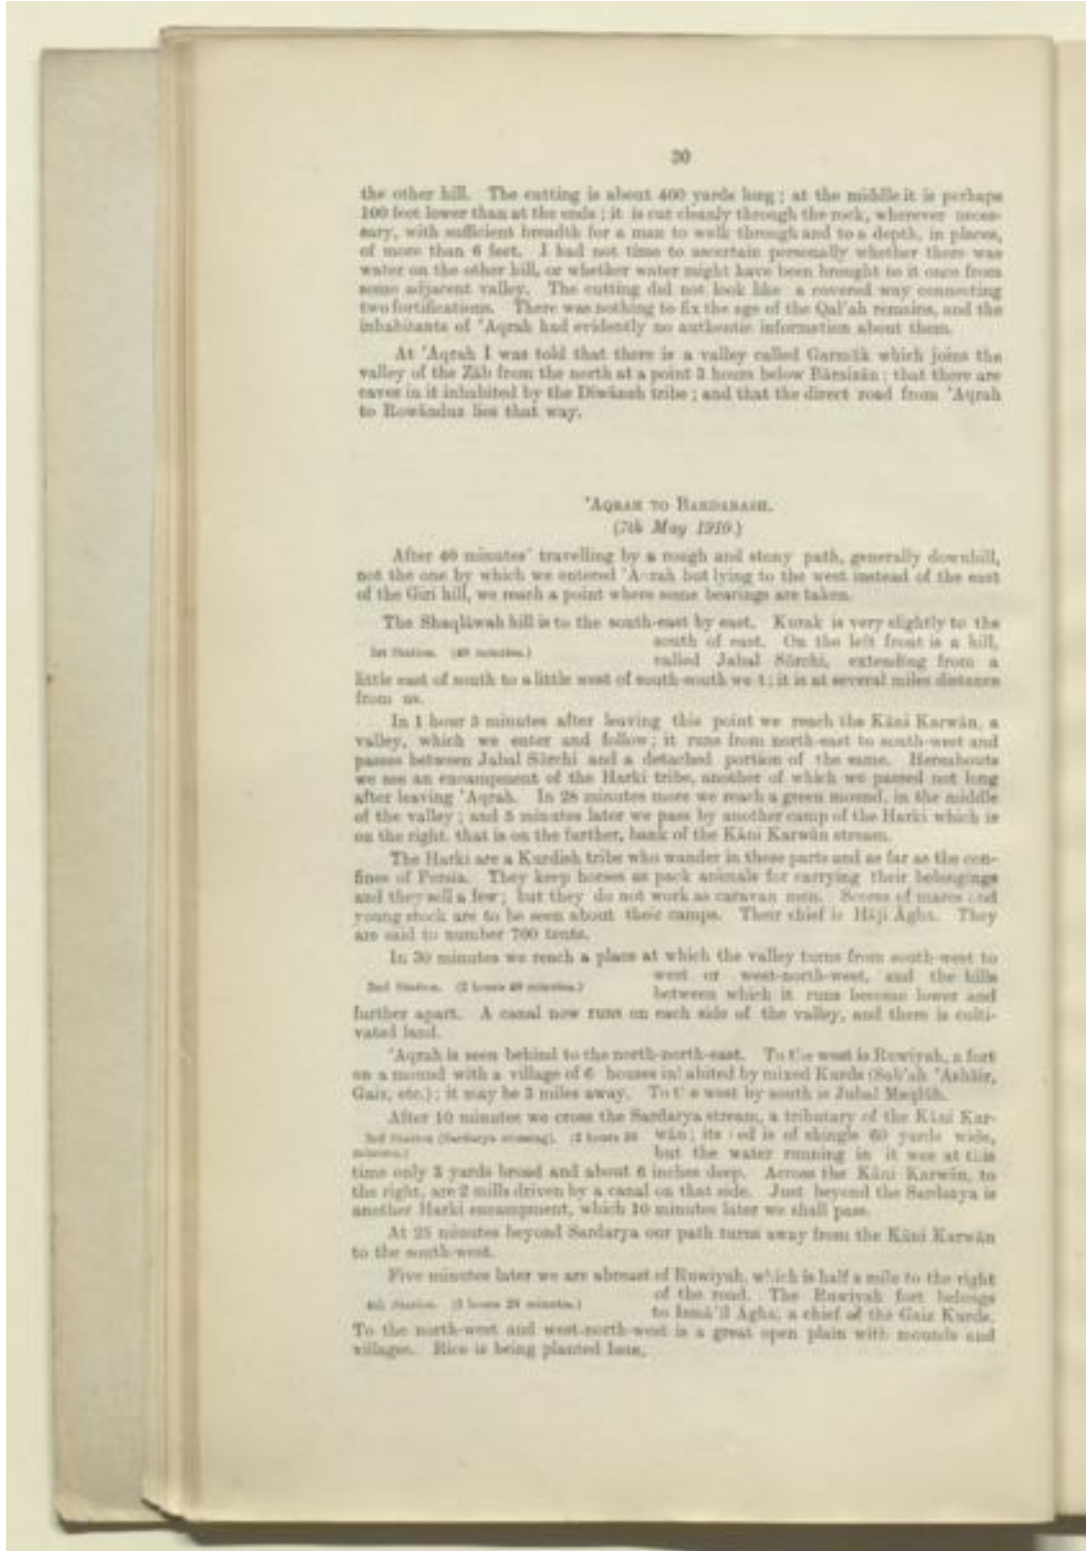 30
the other hill. The cutting is about 400 yards long; at the middle it is perhaps
100 feet lower than at the ends; it is cut cleanly through the rock, wherever neces-
sary, with sufficient breadth for a man to walk through and to a depth, in places,
of more than 6 feet. I had not time to ascertain personally whether there was
water on the other hill, or whether water might have been brought to it once from
some adjacent valley. The cutting did not look like a covered way connecting
two fortifications. There was nothing to fix the age of the Qal'ah remains, and the
inhabitants of 'Aqrah had evidently no authentic information about them.
At 'Aqrah I was told that there is a valley called which joins the
valley of the Zāb from the north at a point 3 hours below Bārzān; that there are
caves in it inhabited by the tribe; and that the direct road from 'Aqrah
to Rowānduz lies that way.
'AQRAH TO BARDARASH.
(7th May 1910.)
After 40 minutes' travelling by a rough and stony path, generally downhill,
not the one by which we entered 'Aqrah but lying to the west instead of the east
of the Giri hill, we reach a point where some bearings are taken.
The Shaqlāwah hill is to the south-east by east. Kurak is very slightly to the
south of east. On the left front is a hill,
1st Station. (40 minutes.)
called Jabal Sūrchi, extending from a
little east of south to a little west of south-south we t; it is at several miles distance
from us.
In 1 hour 5 minutes after leaving this point we reach the Kāni Karwān, a
valley, which we enter and follow; it runs from north-east to south-west and
passes between Jabal Sūrchi and a detached portion of the same. Hereabouts
we see an encampment of the Harki tribe, another of which we passed not long
after leaving 'Aqrah. In 28 minutes more we reach a green mound, in the middle
of the valley; and 5 minutes later we pass by another camp of the Harki which is
on the right, that is on the further, bank of the Kāni Karwān stream.
The Harki are a Kurdish tribe who wander in these parts and as far as the con-
fines of Persia. They keep horses as pack animals for carrying their belongings
and they sell a few; but they do not work as caravan men. Scores of mares and
young stock are to be seen about their camps. Their chief is Hāji Āgha. They
are said to number 700 tents.
In 30 minutes we reach a place at which the valley turns from south-west to
west or west-north-west, and the hills
2nd Station. (2 hours 48 minutes.)
between which it runs become lower and
further apart. A canal now runs on each side of the valley, and there is culti-
vated land.
'Aqrah is seen behind to the north-north-east. To the west is Ruwiyah, a fort
on a mound with a village of 6 houses inhabited by mixed Kurds (Sab'ah 'Ashāir,
Gaiz, etc.); it may be 3 miles away. To the west by south is Jabal Maqlūb.
After 10 minutes we cross the Sardarya stream, a tributary of the Kāni Kar-
3rd Station (Sardarya crossing). (2 hours 58
minutes.)
wān; its bed is of shingle 60 yards wide,
but the water running in it was at this
time only 3 yards broad and about 6 inches deep. Across the Kāni Karwān, to
the right, are 2 mills driven by a canal on that side. Just beyond the Sardarya is
another Harki encampment, which 10 minutes later we shall pass.
At 25 minutes beyond Sardarya our path turns away from the Kāni Karwān
to the south-west.
Five minutes later we are abreast of Ruwiyah, which is half a mile to the right
of the road. The Ruwiyah fort belongs
4th Station. (3 hours 28 minutes.)
to Ismā'īl Āgha, a chief of the Gaiz Kurds.
To the north-west and west-north-west is a great open plain with mounds and
villages. Rice is being planted here.